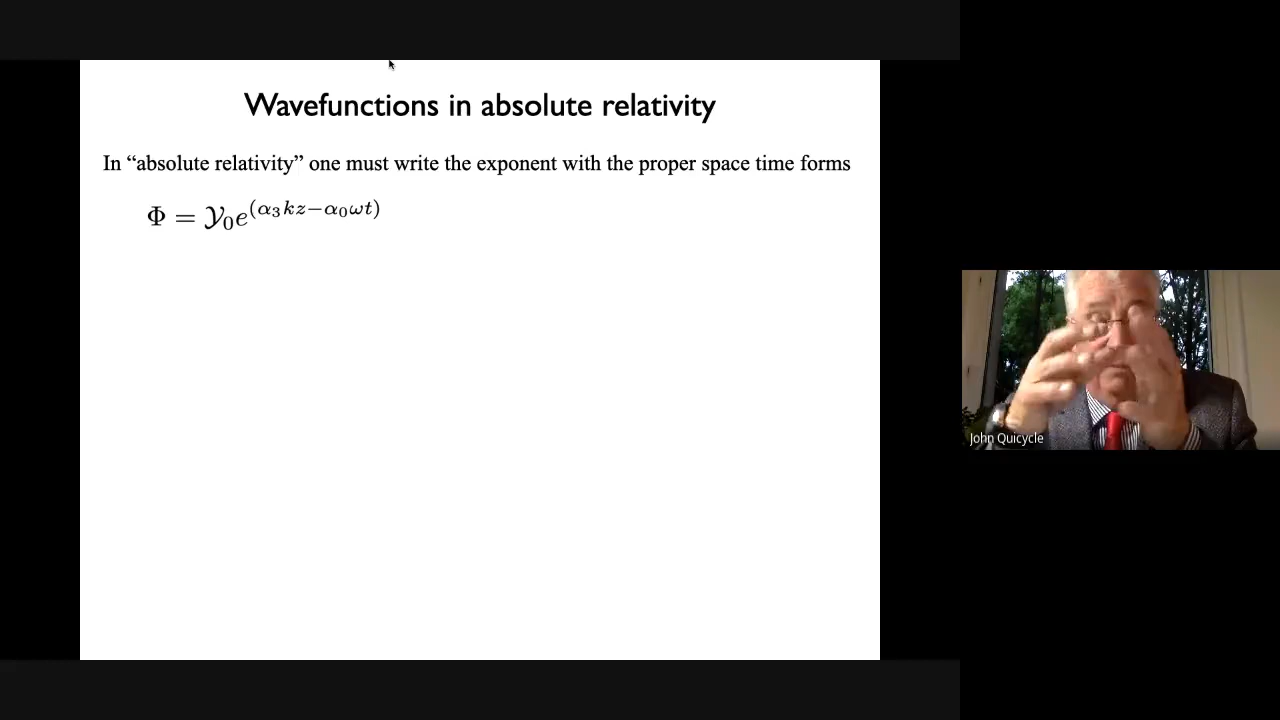 Wavefunctions in absolute relativity
In “absolute relativity” one must write the exponent with the proper space time forms
Φ = 𝒴₀e^(α₃kz−α₀ωt)
John Quicycle